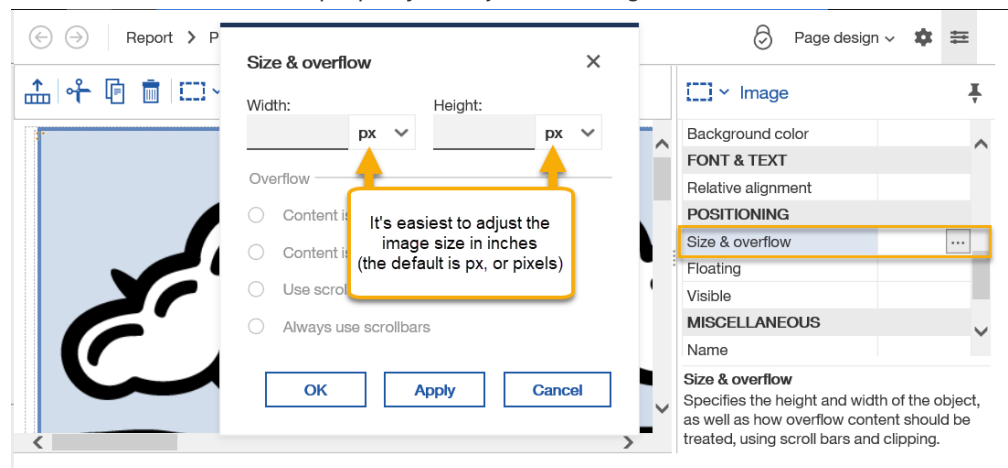 Report > P
Page design
Size & overflow
Width:
Height:
px
px
Overflow
Content i
Content i
Use scrol
Always use scrollbars
OK
Apply
Cancel
It's easiest to adjust the
image size in inches
(the default is px, or pixels)
Image
Background color
FONT & TEXT
Relative alignment
POSITIONING
Size & overflow
...
Floating
Visible
MISCELLANEOUS
Name
Size & overflow
Specifies the height and width of the object,
as well as how overflow content should be
treated, using scroll bars and clipping.